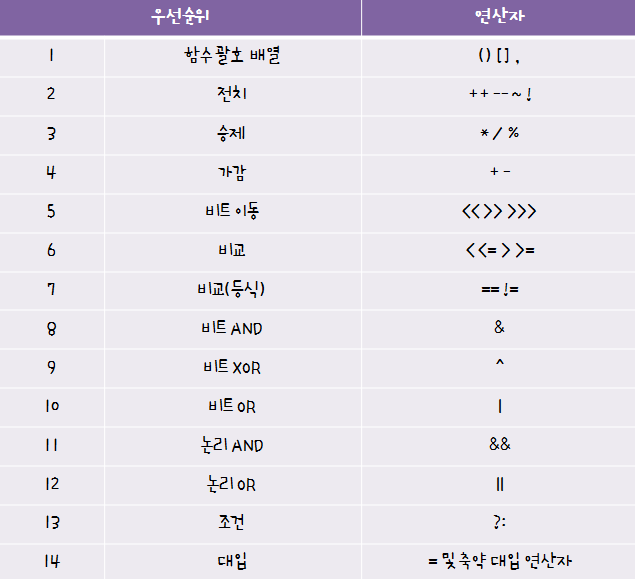 우선순위 연산자
1 함수 괄호 배열 () [] ,
2 전치 ++ -- ~ !
3 승제 * / %
4 가감 + -
5 비트 이동 << >> >>>
6 비교 < <= > >=
7 비교(등식) == !=
8 비트 AND &
9 비트 XOR ^
10 비트 OR |
11 논리 AND &&
12 논리 OR ||
13 조건 ?:
14 대입 = 및 축약 대입 연산자